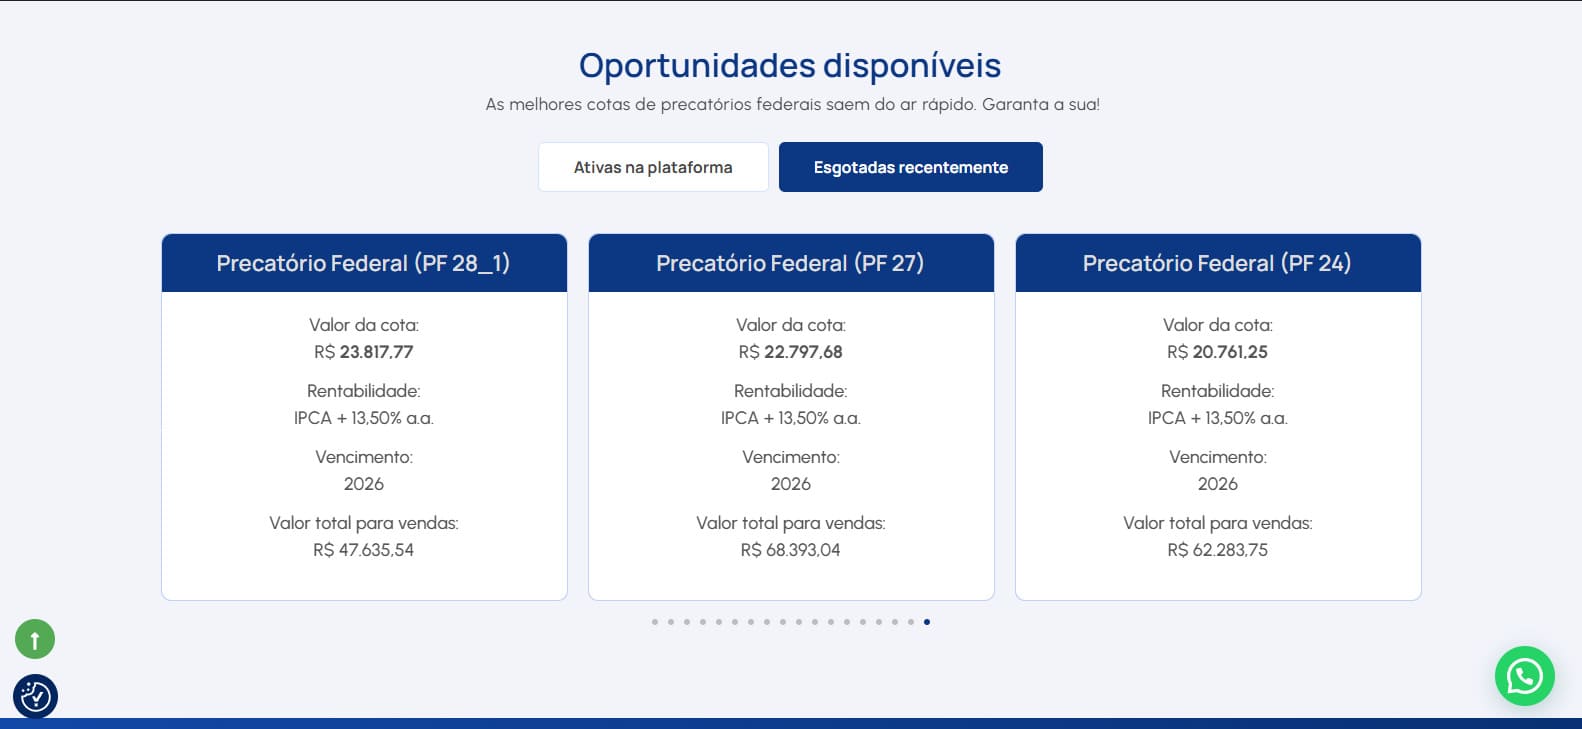 Oportunidades disponíveis
As melhores cotas de precatórios federais saem do ar rápido. Garanta a sua!
Ativas na plataforma
Esgotadas recentemente
Precatório Federal (PF 28_1)
Valor da cota:
R$ 23.817,77
Rentabilidade:
IPCA + 13,50% a.a.
Vencimento:
2026
Valor total para vendas:
R$ 47.635,54
Precatório Federal (PF 27)
Valor da cota:
R$ 22.797,68
Rentabilidade:
IPCA + 13,50% a.a.
Vencimento:
2026
Valor total para vendas:
R$ 68.393,04
Precatório Federal (PF 24)
Valor da cota:
R$ 20.761,25
Rentabilidade:
IPCA + 13,50% a.a.
Vencimento:
2026
Valor total para vendas:
R$ 62.283,75